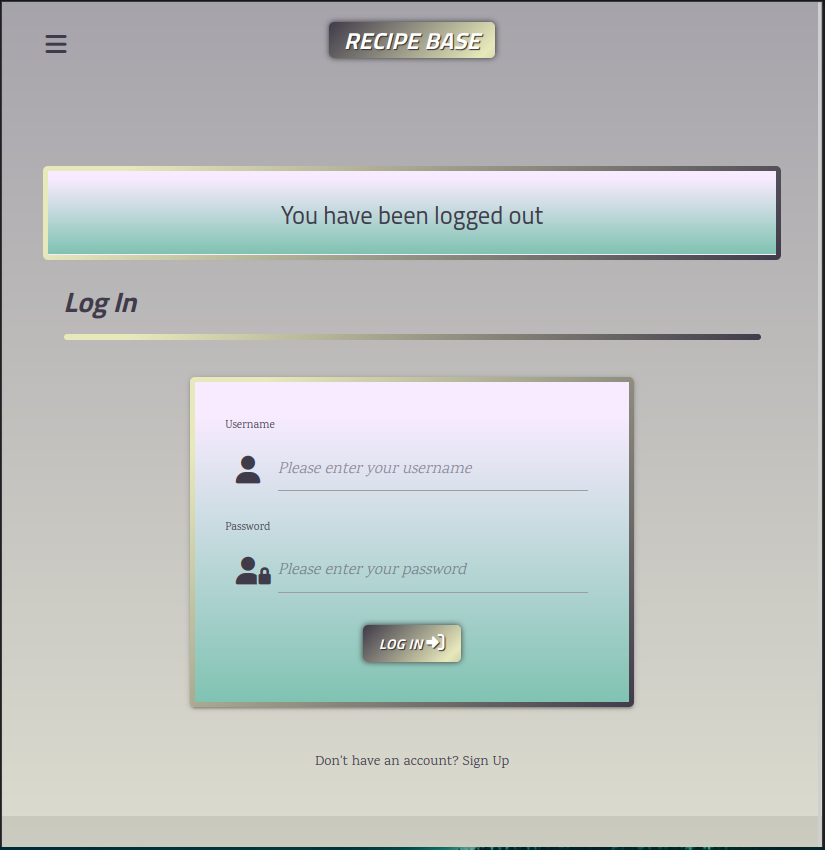 RECIPE BASE
You have been logged out
Log In
Username
Please enter your username
Password
Please enter your password
LOG IN
Don't have an account? Sign Up